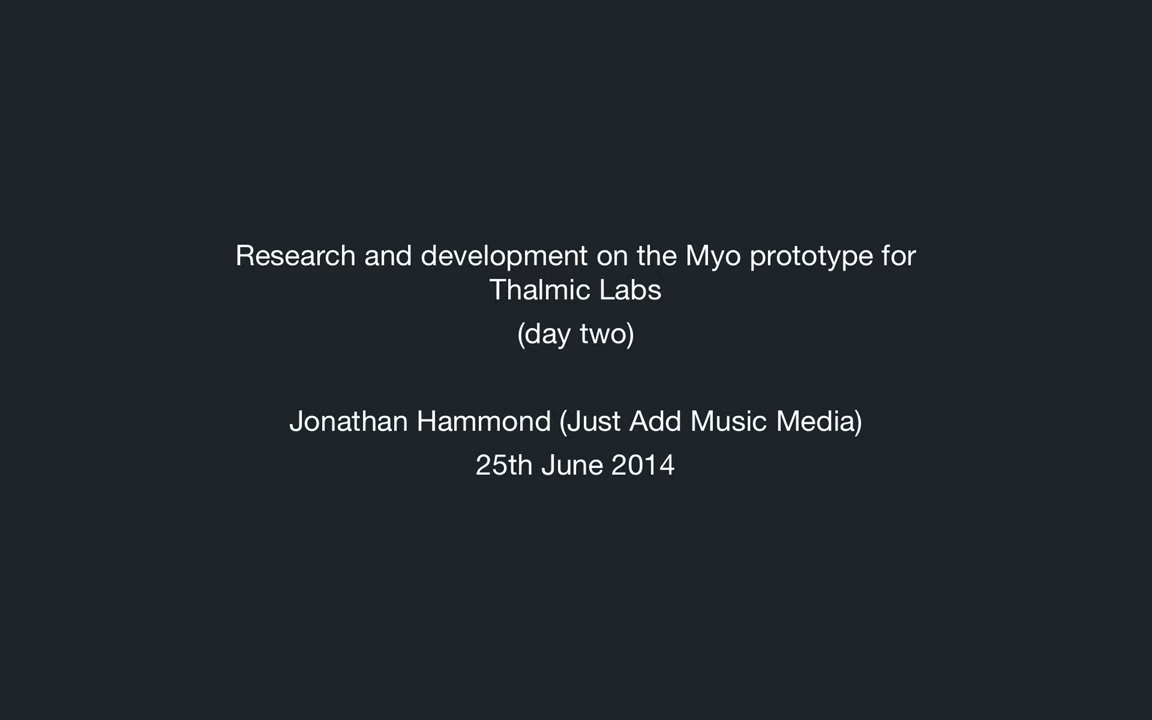 Research and development on the Myo prototype for
Thalmic Labs
(day two)
Jonathan Hammond (Just Add Music Media)
25th June 2014